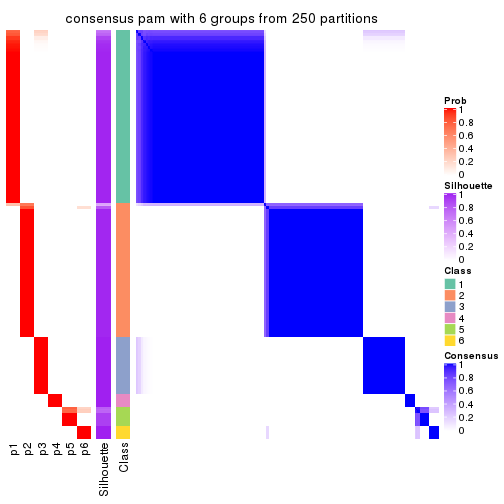 consensus pam with 6 groups from 250 partitions
Prob
1
0.8
0.6
0.4
0.2
0
Silhouette
1
0.8
0.6
0.4
0.2
0
Class
1
2
3
4
5
6
Consensus
1
0.8
0.6
0.4
0.2
0
p1
p2
p3
p4
p5
p6
Silhouette
Class